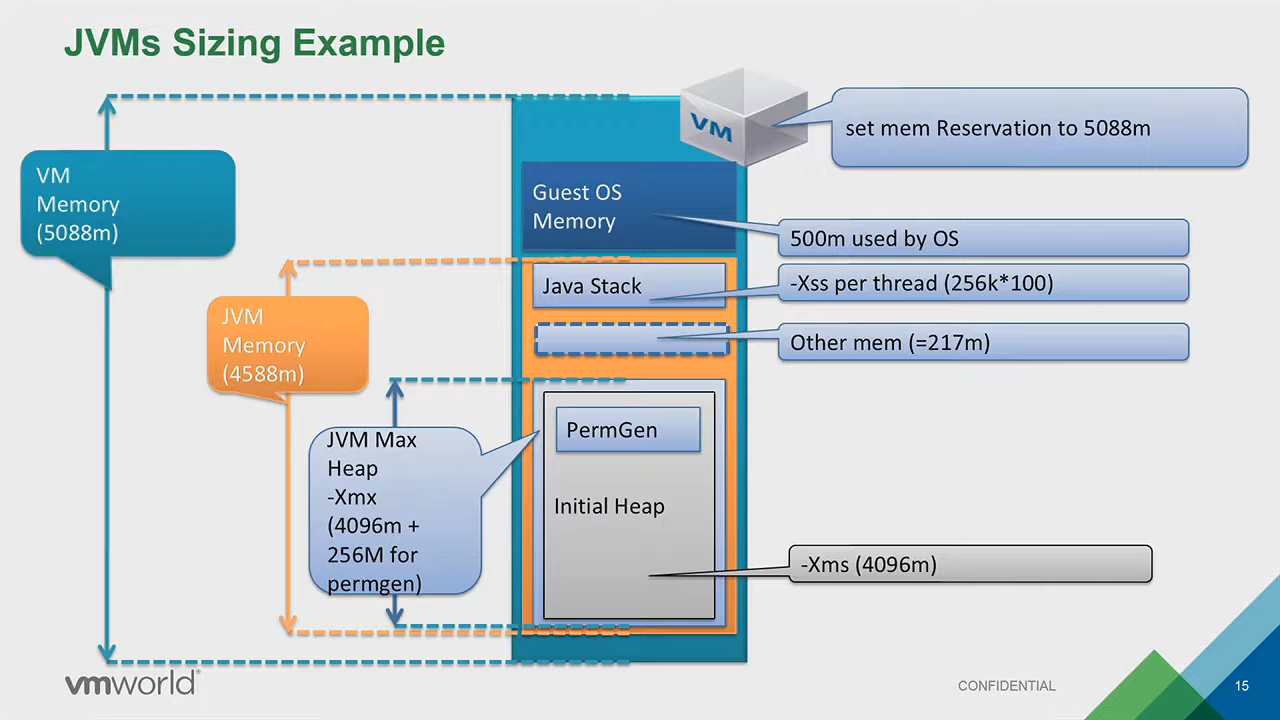 JVMs Sizing Example
VM
set mem Reservation to 5088m
VM
Memory
(5088m)
Guest OS
Memory
500m used by OS
Java Stack
-Xss per thread (256k*100)
JVM
Memory
(4588m)
Other mem (=217m)
JVM Max
Heap
-Xmx
(4096m +
256M for
permgen)
PermGen
Initial Heap
-Xms (4096m)
vmworld®
CONFIDENTIAL
15